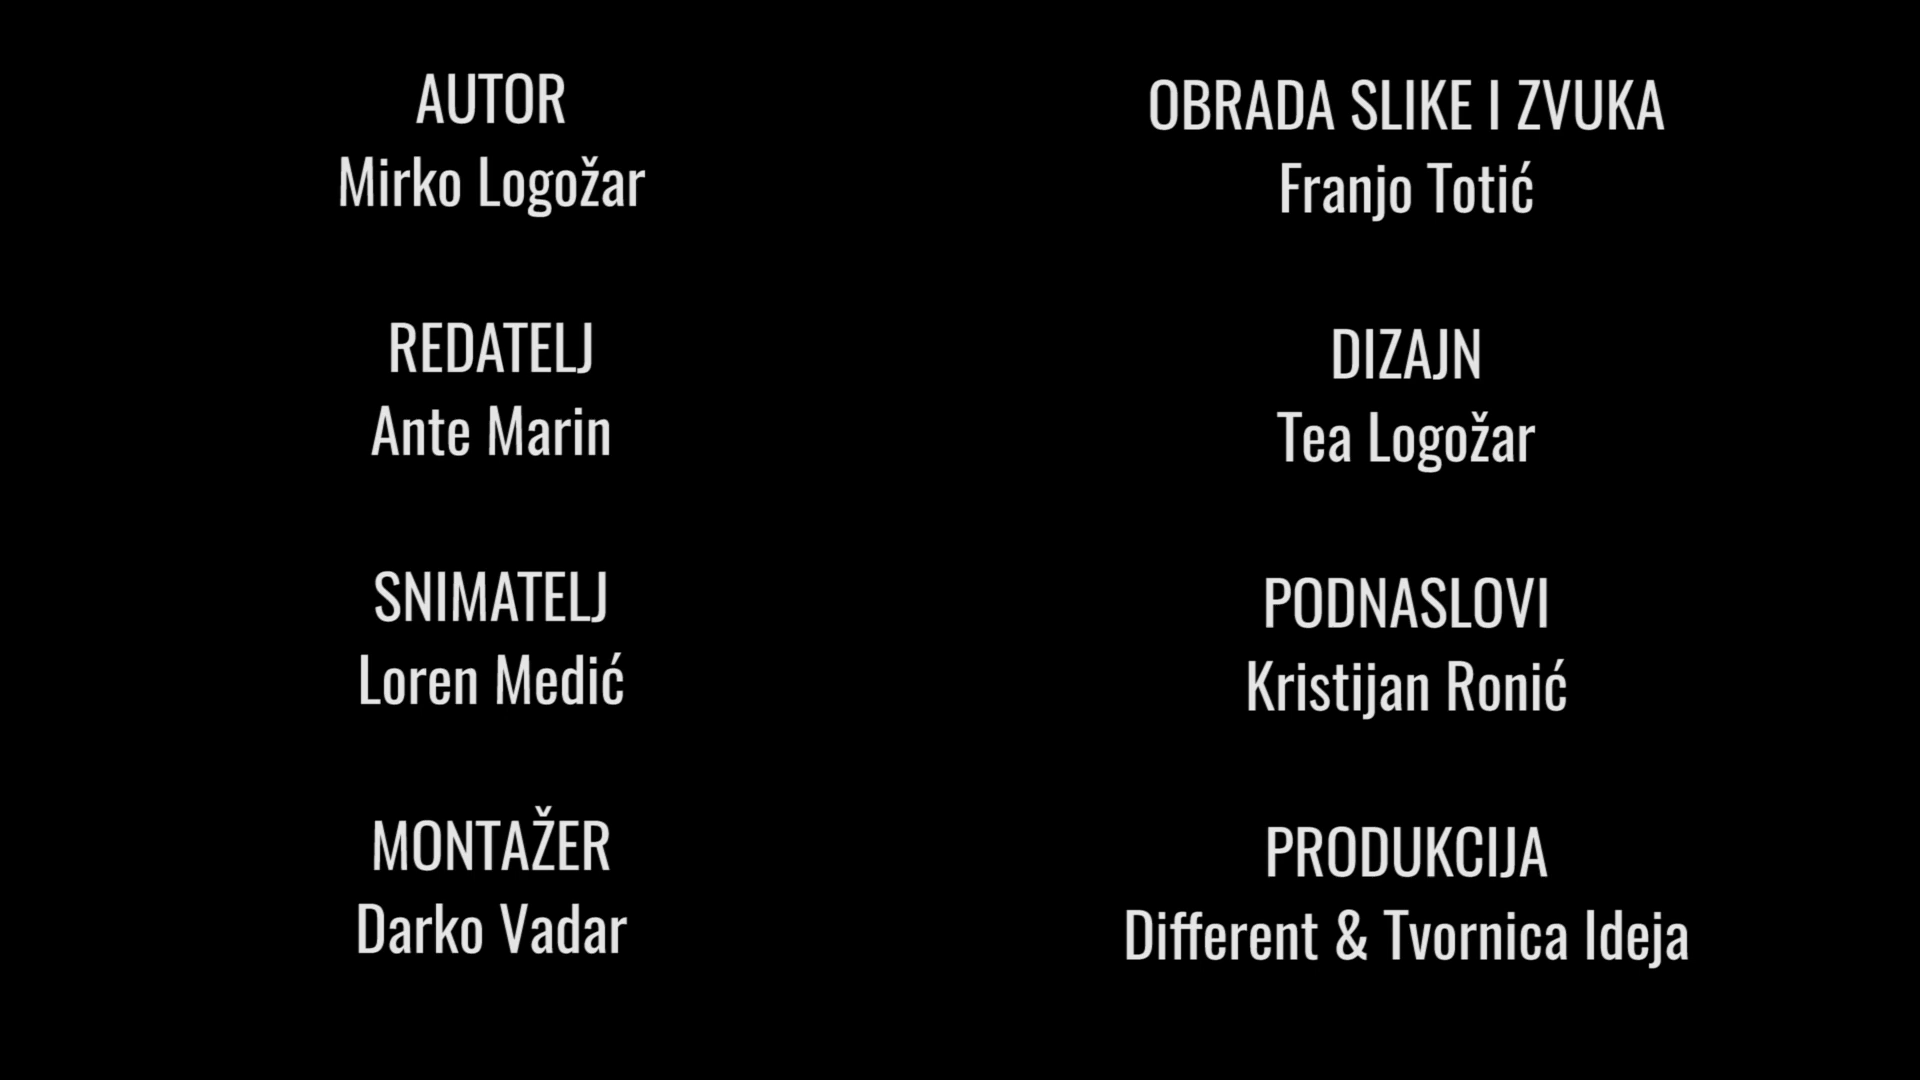 AUTOR
Mirko Logožar
REDATELJ
Ante Marin
SNIMATELJ
Loren Medić
MONTAŽER
Darko Vadar
OBRADA SLIKE I ZVUKA
Franjo Totić
DIZAJN
Tea Logožar
PODNASLOVI
Kristijan Ronić
PRODUKCIJA
Different & Tvornica Ideja